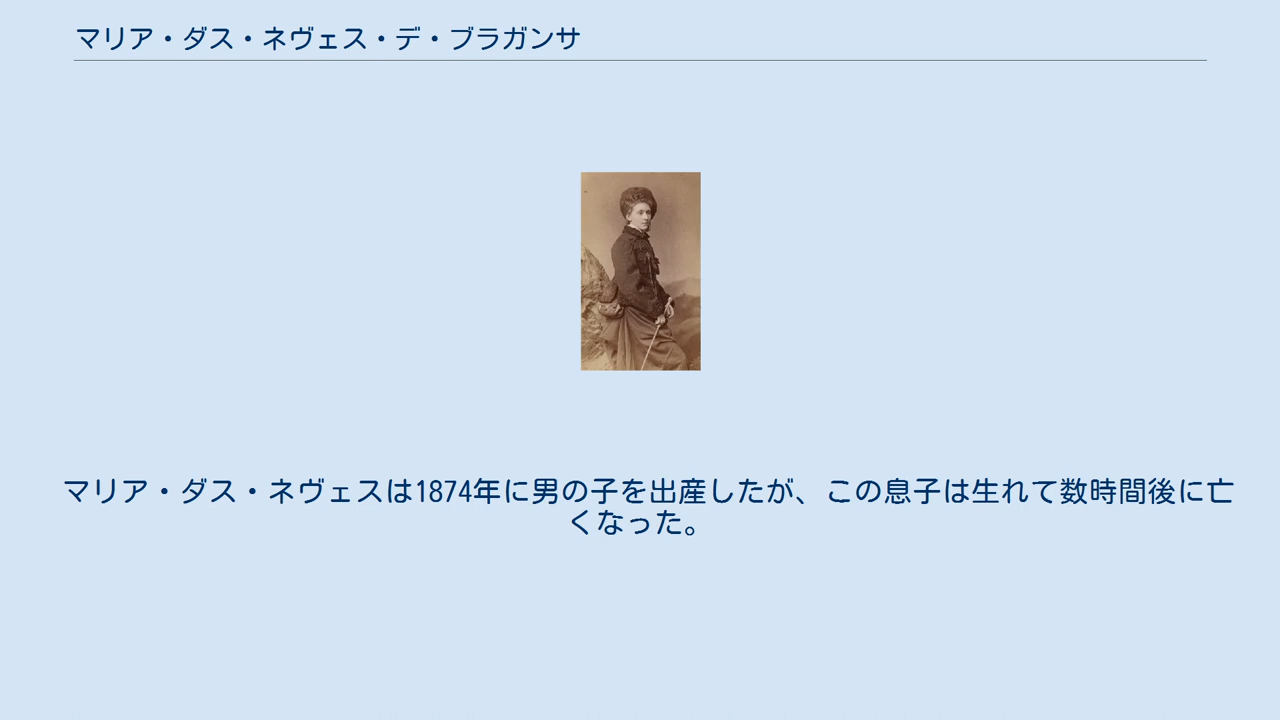 マリア・ダス・ネヴェス・デ・ブラガンサ
マリア・ダス・ネヴェスは1874年に男の子を出産したが、この息子は生れて数時間後に亡
くなった。